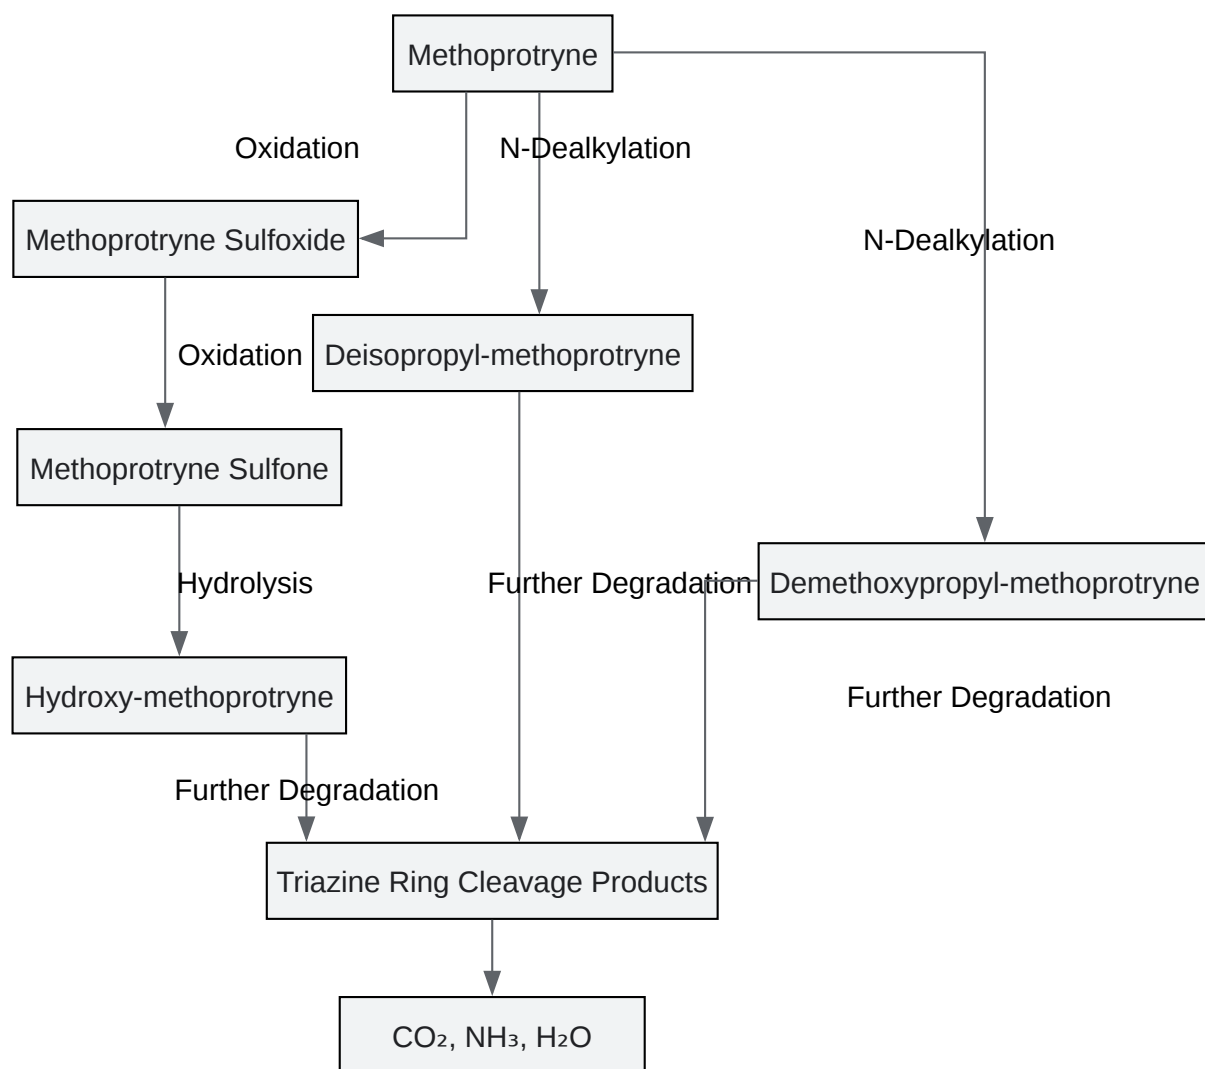 Methoprotryne
Oxidation
N-Dealkylation
Methoprotryne Sulfoxide
N-Dealkylation
Oxidation
Deisopropyl-methoprotryne
Methoprotryne Sulfone
Hydrolysis
Further Degradation
Demethoxypropyl-methoprotryne
Hydroxy-methoprotryne
Further Degradation
Further Degradation
Triazine Ring Cleavage Products
CO₂, NH₃, H₂O